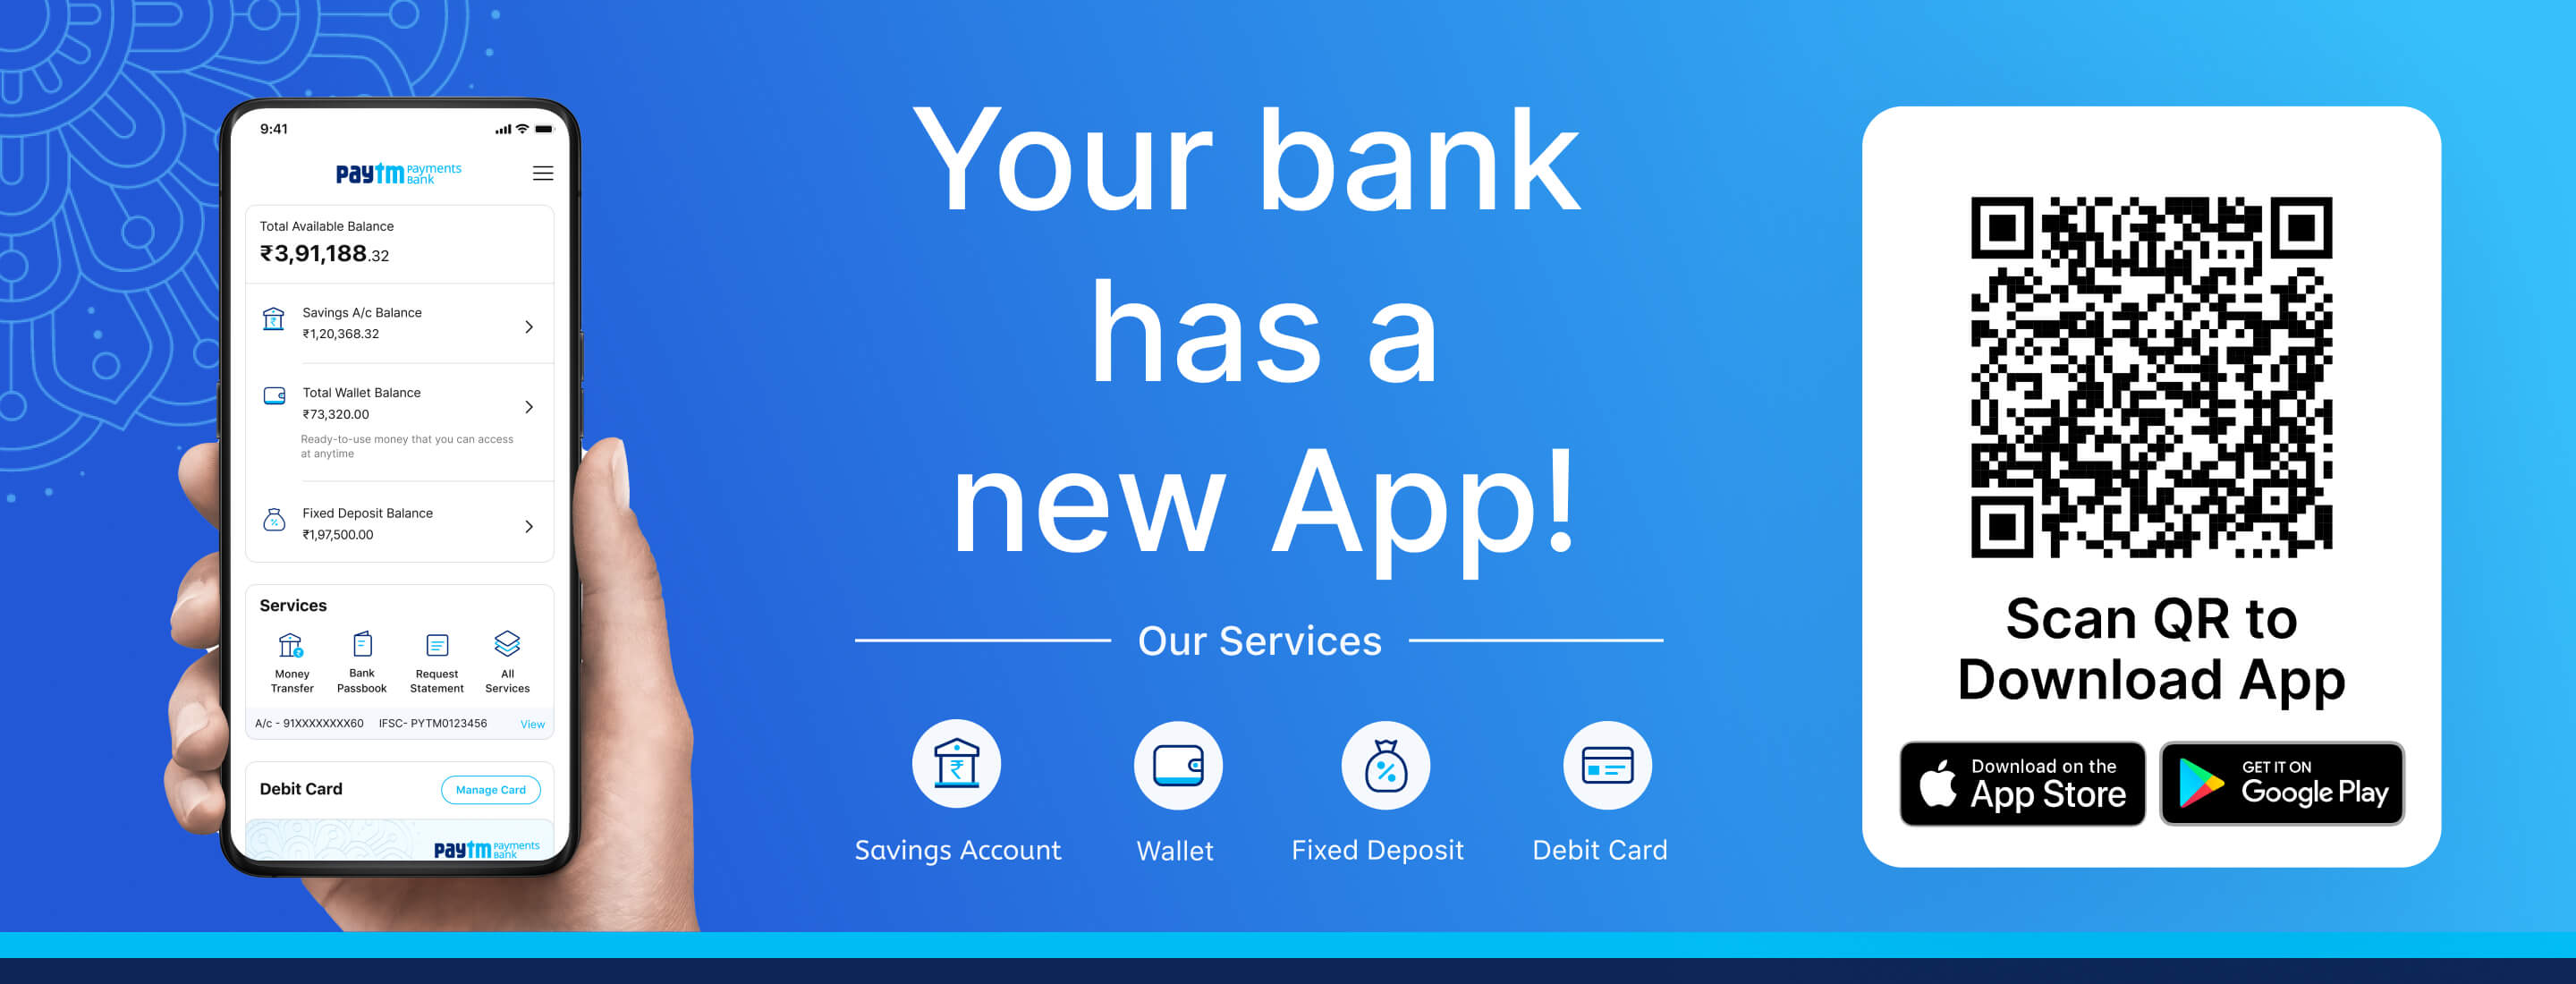 9:41
paytm Payments Bank
Total Available Balance
₹3,91,188.32
Savings A/c Balance
₹1,20,368.32
Total Wallet Balance
₹73,320.00
Ready-to-use money that you can access
at anytime
Fixed Deposit Balance
₹1,97,500.00
Services
Money Transfer
Bank Passbook
Request Statement
All Services
A/c - 91XXXXXXXX60 IFSC- PYTM0123456 View
Debit Card Manage Card
paytm Payments Bank
Your bank
has a
new App!
Our Services
Savings Account Wallet Fixed Deposit Debit Card
Scan QR to
Download App
Download on the
App Store
GET IT ON
Google Play